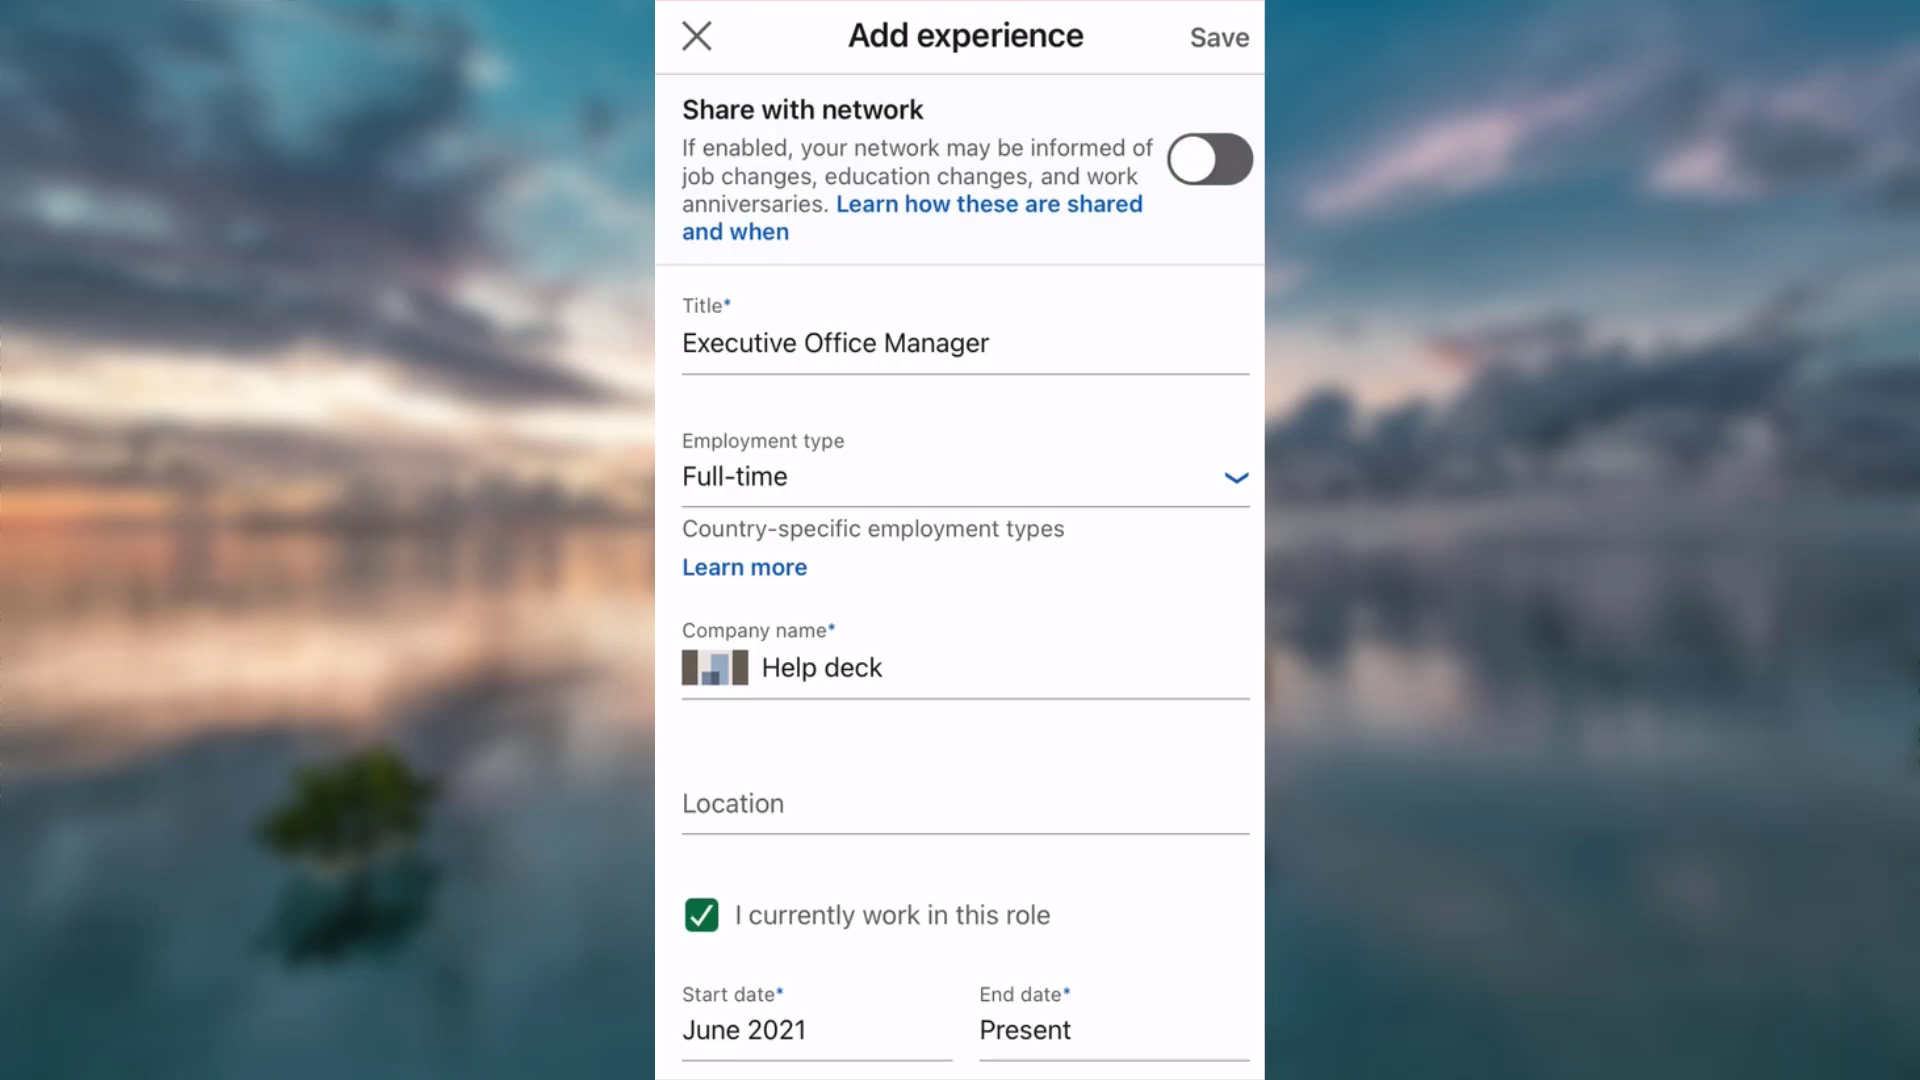 Add experience
Save
Share with network
If enabled, your network may be informed of
job changes, education changes, and work
anniversaries. Learn how these are shared
and when
Title*
Executive Office Manager
Employment type
Full-time
Country-specific employment types
Learn more
Company name*
Help deck
Location
I currently work in this role
Start date*
End date*
June 2021
Present